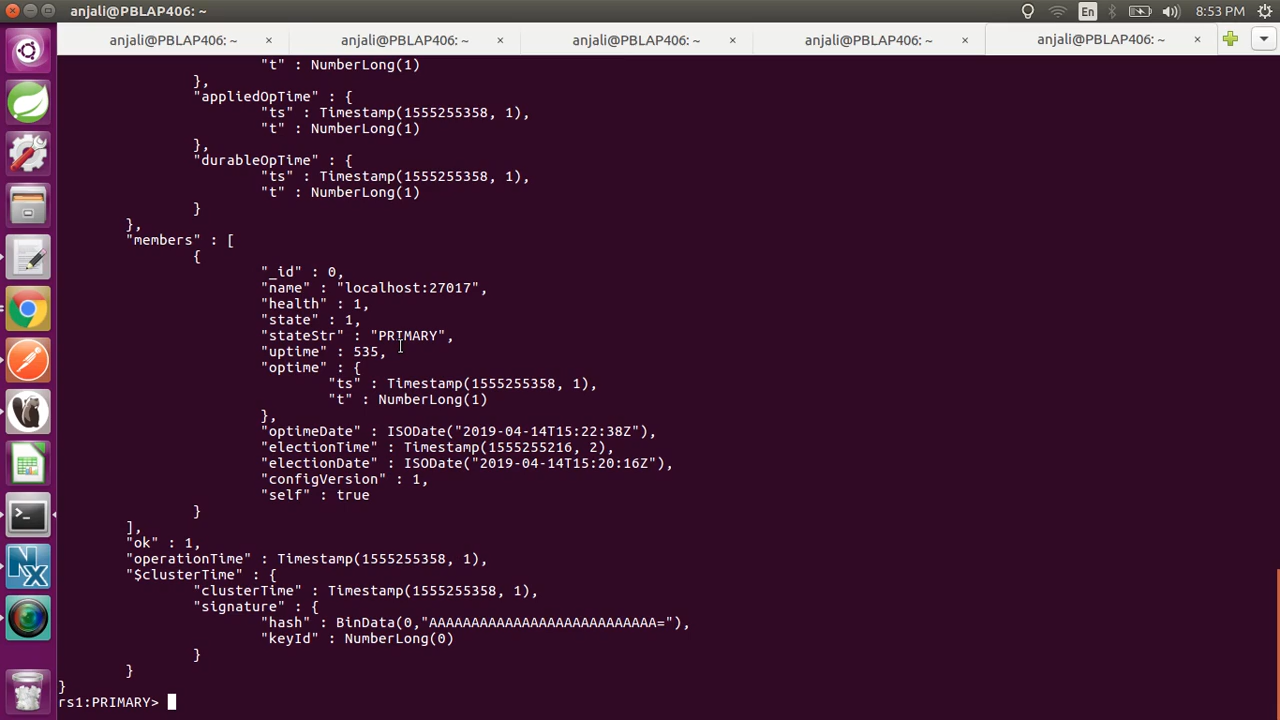 anjali@PBLAP406: ~
En
8:53 PM
anjali@PBLAP406: ~ × anjali@PBLAP406: ~ × anjali@PBLAP406: ~ × anjali@PBLAP406: ~ × anjali@PBLAP406: ~ ×
"t" : NumberLong(1)
},
"appliedOpTime" : {
"ts" : Timestamp(1555255358, 1),
"t" : NumberLong(1)
},
"durableOpTime" : {
"ts" : Timestamp(1555255358, 1),
"t" : NumberLong(1)
}
},
"members" : [
{
"_id" : 0,
"name" : "localhost:27017",
"health" : 1,
"state" : 1,
"stateStr" : "PRIMARY",
"uptime" : 535,
"optime" : {
"ts" : Timestamp(1555255358, 1),
"t" : NumberLong(1)
},
"optimeDate" : ISODate("2019-04-14T15:22:38Z"),
"electionTime" : Timestamp(1555255216, 2),
"electionDate" : ISODate("2019-04-14T15:20:16Z"),
"configVersion" : 1,
"self" : true
}
],
"ok" : 1,
"operationTime" : Timestamp(1555255358, 1),
"$clusterTime" : {
"clusterTime" : Timestamp(1555255358, 1),
"signature" : {
"hash" : BinData(0,"AAAAAAAAAAAAAAAAAAAAAAAAAAA="),
"keyId" : NumberLong(0)
}
}
}
rs1:PRIMARY>